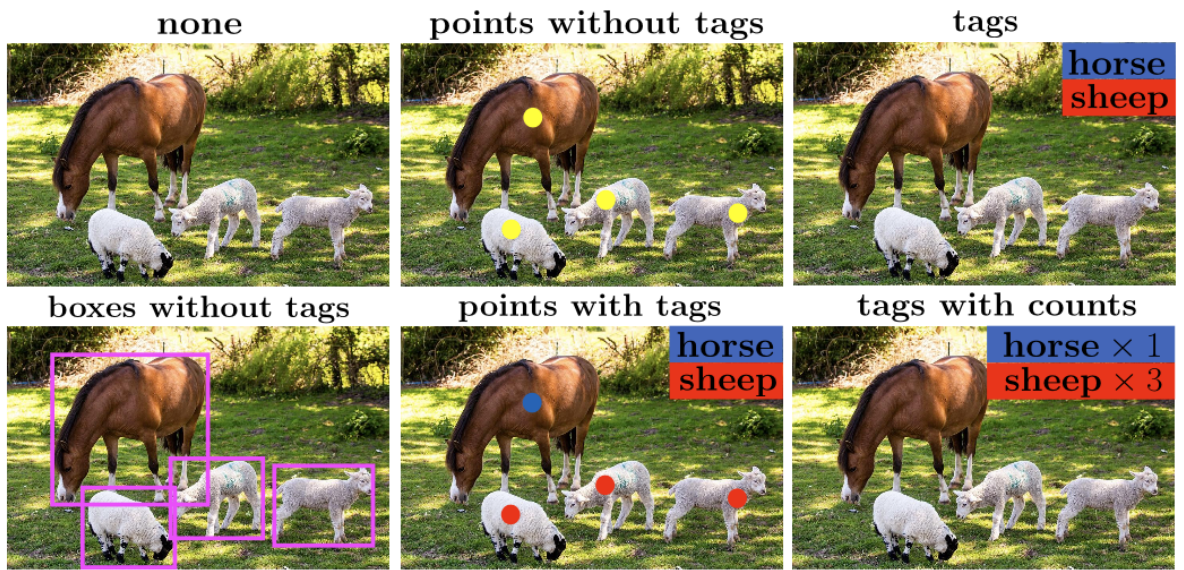 none
points without tags
tags
horse
sheep
boxes without tags
points with tags
tags with counts
horse
sheep
horse × 1
sheep × 3